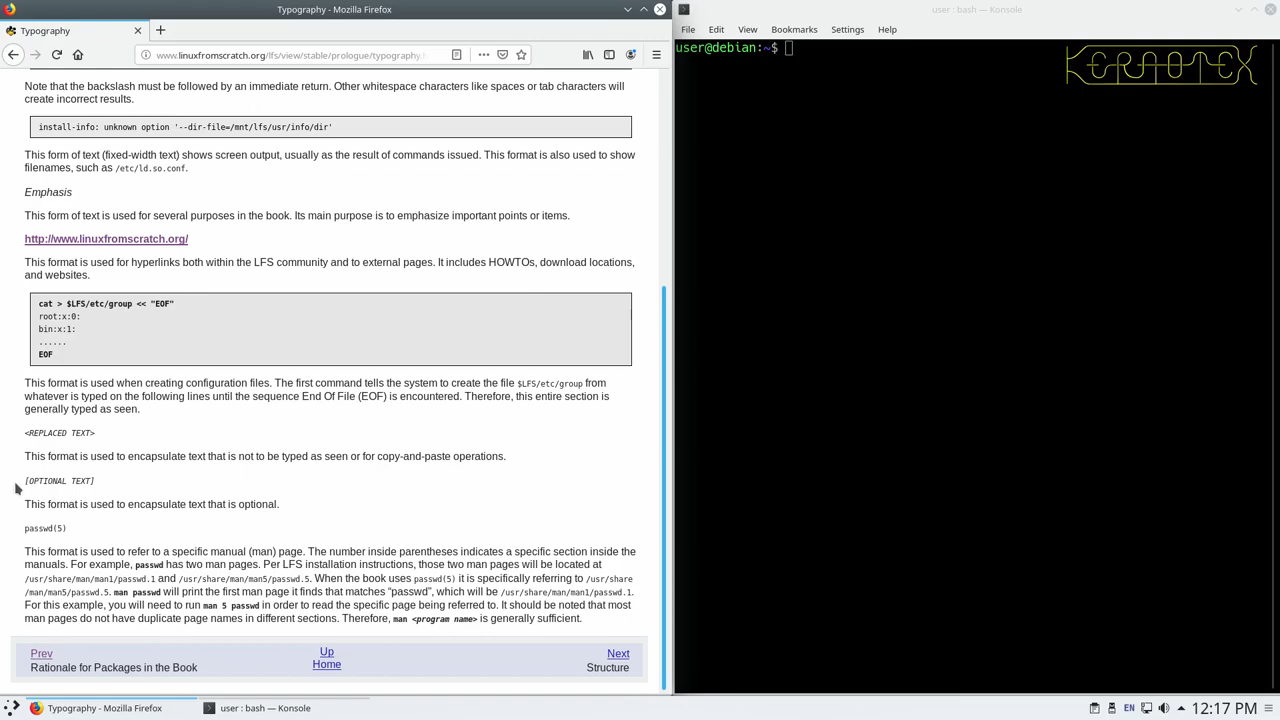 Typography - Mozilla Firefox
Typography
www.linuxfromscratch.org/lfs/view/stable/prologue/typography.
Note that the backslash must be followed by an immediate return. Other whitespace characters like spaces or tab characters will
create incorrect results.
install-info: unknown option '--dir-file=/mnt/lfs/usr/info/dir'
This form of text (fixed-width text) shows screen output, usually as the result of commands issued. This format is also used to show
filenames, such as /etc/ld.so.conf.
Emphasis
This form of text is used for several purposes in the book. Its main purpose is to emphasize important points or items.
http://www.linuxfromscratch.org/
This format is used for hyperlinks both within the LFS community and to external pages. It includes HOWTOs, download locations,
and websites.
cat > $LFS/etc/group << "EOF"
root:x:0:
bin:x:1:
......
EOF
This format is used when creating configuration files. The first command tells the system to create the file $LFS/etc/group from
whatever is typed on the following lines until the sequence End Of File (EOF) is encountered. Therefore, this entire section is
generally typed as seen.
<REPLACED TEXT>
This format is used to encapsulate text that is not to be typed as seen or for copy-and-paste operations.
[OPTIONAL TEXT]
This format is used to encapsulate text that is optional.
passwd(5)
This format is used to refer to a specific manual (man) page. The number inside parentheses indicates a specific section inside the
manuals. For example, passwd has two man pages. Per LFS installation instructions, those two man pages will be located at
/usr/share/man/man1/passwd.1 and /usr/share/man/man5/passwd.5. When the book uses passwd(5) it is specifically referring to /usr/share
/man/man5/passwd.5. man passwd will print the first man page it finds that matches “passwd”, which will be /usr/share/man/man1/passwd.1.
For this example, you will need to run man 5 passwd in order to read the specific page being referred to. It should be noted that most
man pages do not have duplicate page names in different sections. Therefore, man <program name> is generally sufficient.
Prev
Rationale for Packages in the Book
Up
Home
Next
Structure
user : bash — Konsole
File Edit View Bookmarks Settings Help
user@debian:~$
KERAOTEX
Typography - Mozilla Firefox
user : bash — Konsole
EN
12:17 PM